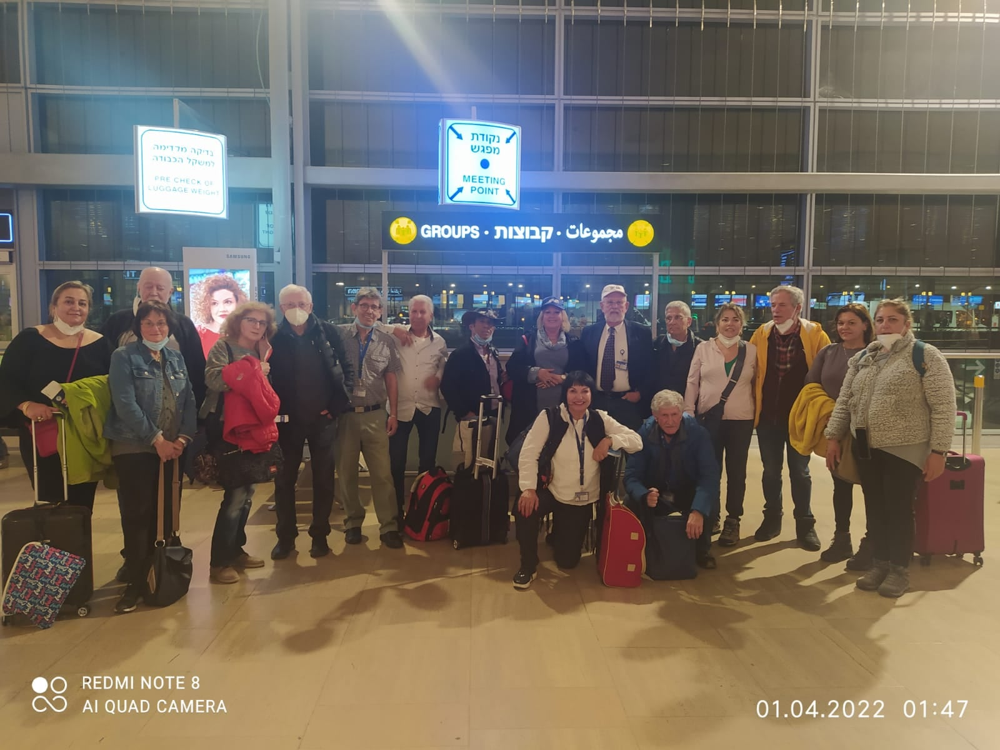 בדיקה מקדימה
למשקל הכבודה
PRE CHECK OF
LUGGAGE WEIGHT
נקודת
מפגש
MEETING
POINT
GROUPS · קבוצות · مجموعات
SAMSUNG
REDMI NOTE 8
AI QUAD CAMERA
01.04.2022 01:47